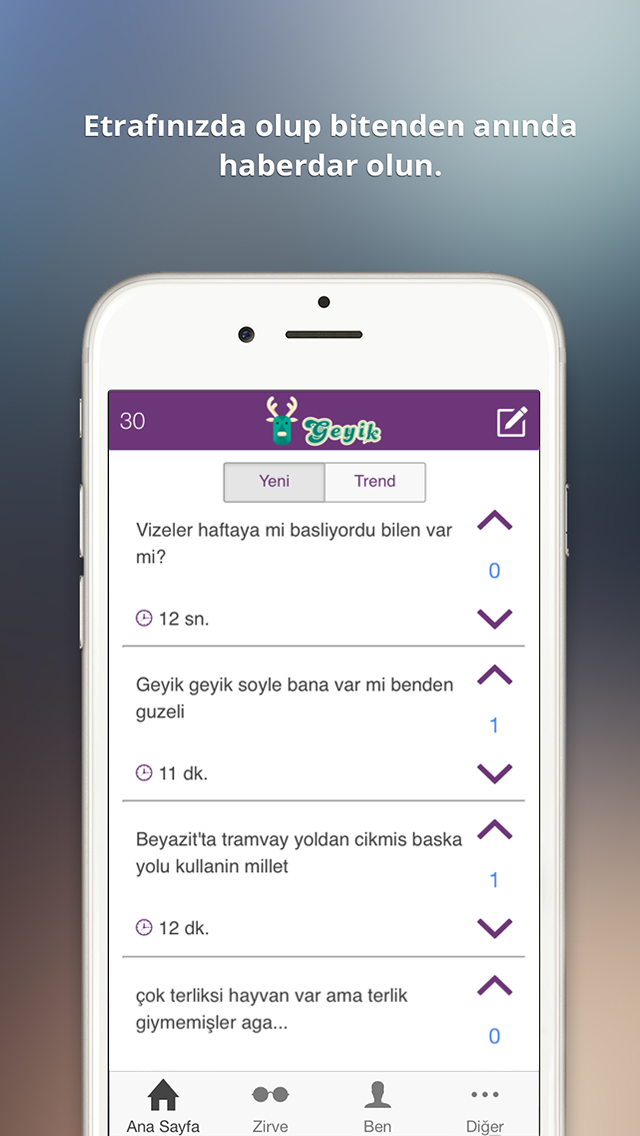 Etrafınızda olup bitenden anında
haberdar olun.
30
Geyik
Yeni
Trend
Vizeler haftaya mi basliyordu bilen var
mi?
0
12 sn.
Geyik geyik soyle bana var mi benden
guzeli
1
11 dk.
Beyazit'ta tramvay yoldan cikmis baska
yolu kullanin millet
1
12 dk.
çok terliksi hayvan var ama terlik
giymemişler aga...
0
Ana Sayfa
Zirve
Ben
Diğer